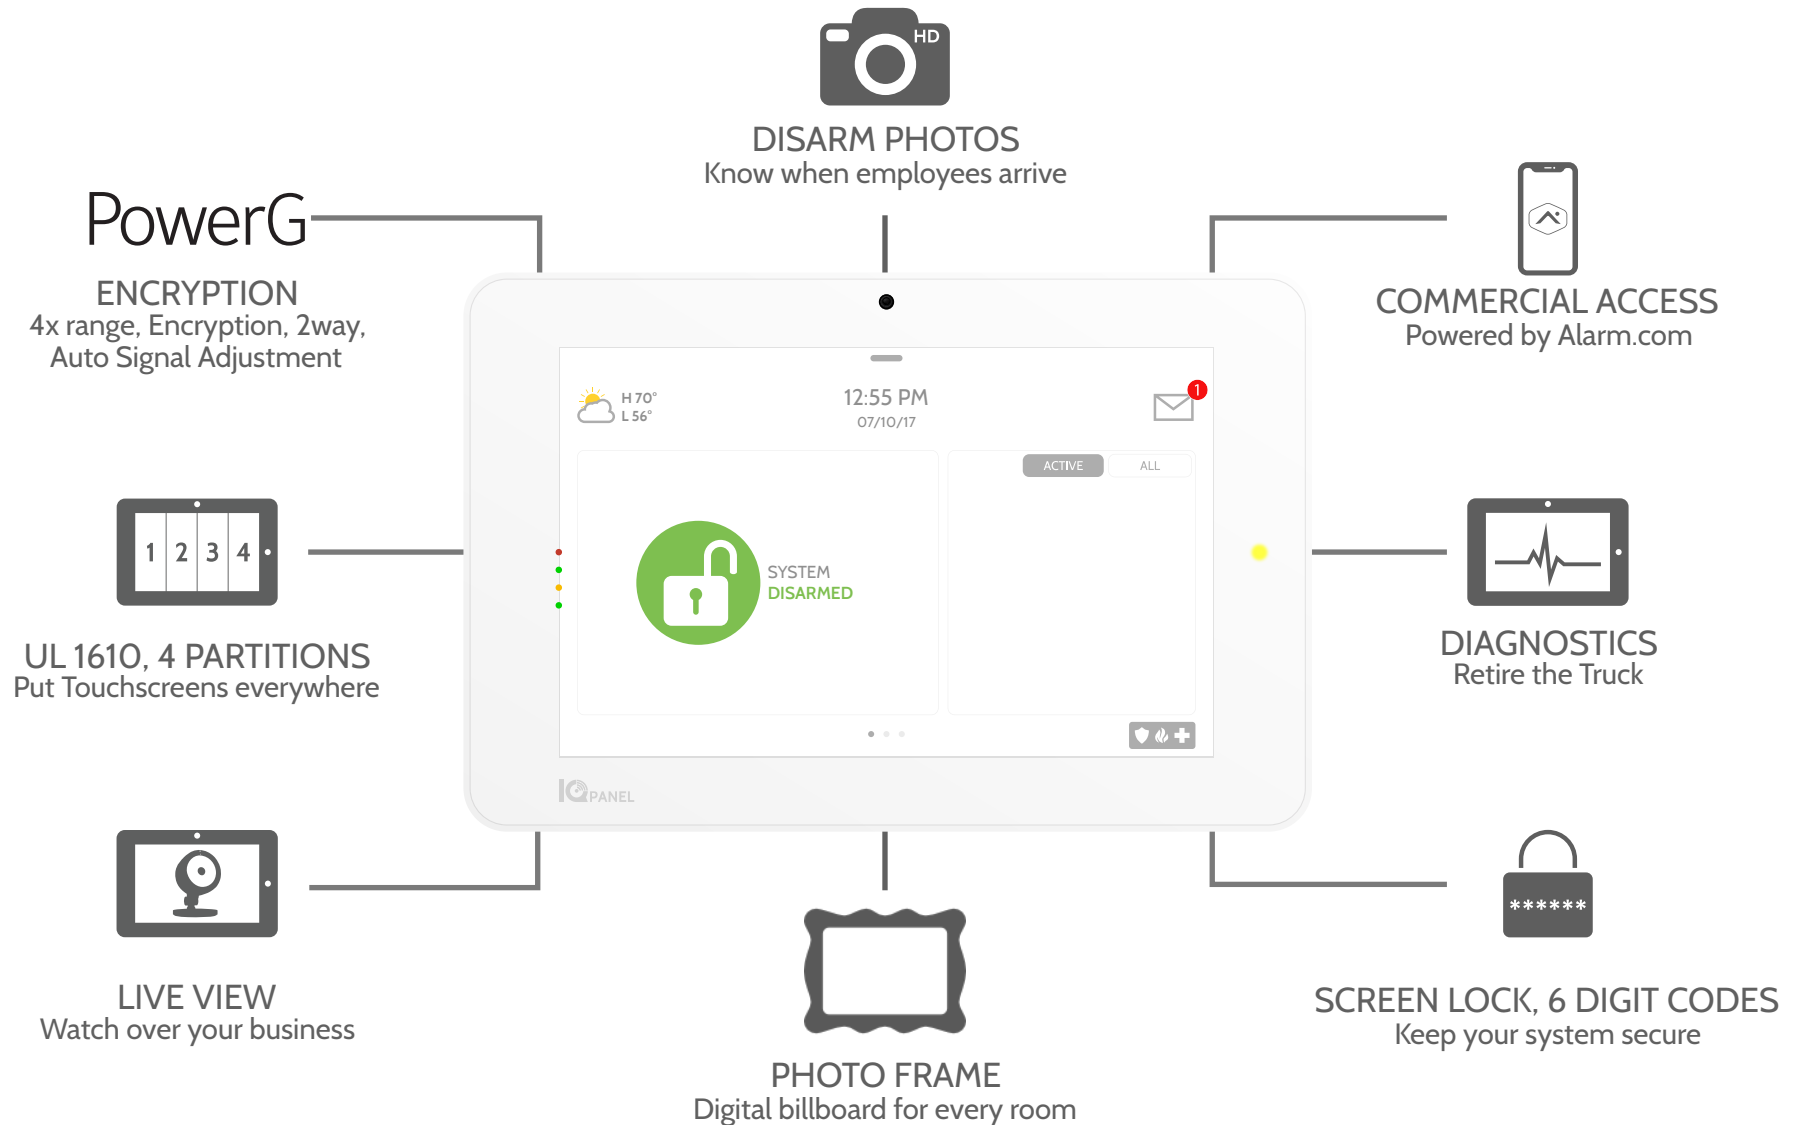 HD
DISARM PHOTOS
Know when employees arrive
PowerG
ENCRYPTION
4x range, Encryption, 2way,
Auto Signal Adjustment
COMMERCIAL ACCESS
Powered by Alarm.com
H 70°
L 56°
12:55 PM
07/10/17
1
ACTIVE
ALL
SYSTEM
DISARMED
IQ PANEL
1 2 3 4
UL 1610, 4 PARTITIONS
Put Touchscreens everywhere
DIAGNOSTICS
Retire the Truck
LIVE VIEW
Watch over your business
******
SCREEN LOCK, 6 DIGIT CODES
Keep your system secure
PHOTO FRAME
Digital billboard for every room